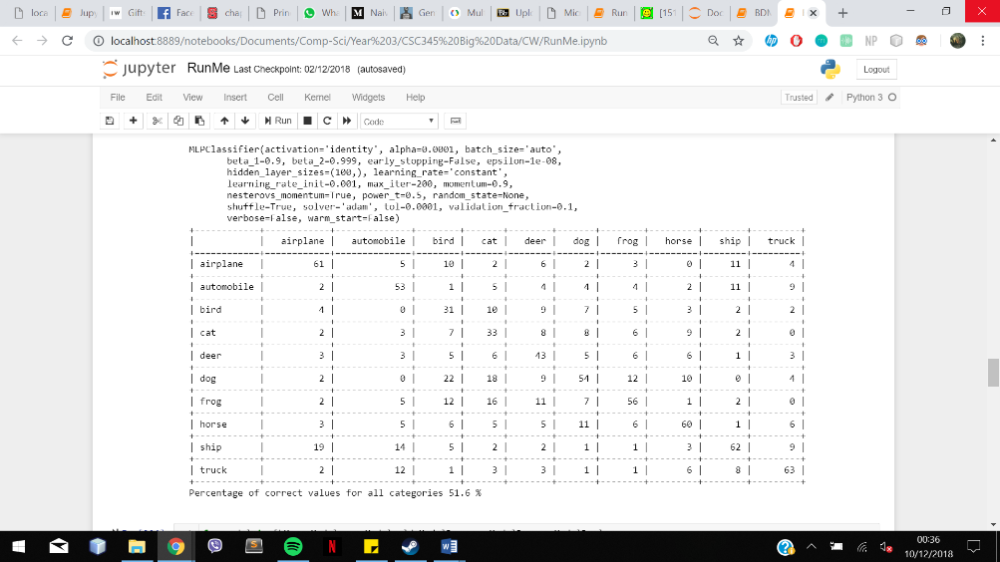 loca Jupy Gift Face chap Prin Wha Naiv Gen Mul Uplo Mic Run [151 Doc BDM
localhost:8889/notebooks/Documents/Comp-Sci/Year%203/CSC345%20Big%20Data/CW/RunMe.ipynb
jupyter RunMe Last Checkpoint: 02/12/2018 (autosaved) Logout
File Edit View Insert Cell Kernel Widgets Help Trusted Python 3
Run Code
MLPClassifier(activation='identity', alpha=0.0001, batch_size='auto',
beta_1=0.9, beta_2=0.999, early_stopping=False, epsilon=1e-08,
hidden_layer_sizes=(100,), learning_rate='constant',
learning_rate_init=0.001, max_iter=200, momentum=0.9,
nesterovs_momentum=True, power_t=0.5, random_state=None,
shuffle=True, solver='adam', tol=0.0001, validation_fraction=0.1,
verbose=False, warm_start=False)
| | airplane | automobile | bird | cat | deer | dog | frog | horse | ship | truck |
| airplane | 61 | 5 | 10 | 2 | 6 | 2 | 3 | 0 | 11 | 4 |
| automobile | 2 | 53 | 1 | 5 | 4 | 4 | 4 | 2 | 11 | 9 |
| bird | 4 | 0 | 31 | 10 | 9 | 7 | 5 | 3 | 2 | 2 |
| cat | 2 | 3 | 7 | 33 | 8 | 8 | 6 | 9 | 2 | 0 |
| deer | 3 | 3 | 5 | 6 | 43 | 5 | 6 | 6 | 1 | 3 |
| dog | 2 | 0 | 22 | 18 | 9 | 54 | 12 | 10 | 0 | 4 |
| frog | 2 | 5 | 12 | 16 | 11 | 7 | 56 | 1 | 2 | 0 |
| horse | 3 | 5 | 6 | 5 | 5 | 11 | 6 | 60 | 1 | 6 |
| ship | 19 | 14 | 5 | 2 | 2 | 1 | 1 | 3 | 62 | 9 |
| truck | 2 | 12 | 1 | 3 | 3 | 1 | 1 | 6 | 8 | 63 |
Percentage of correct values for all categories 51.6 %
00:36
10/12/2018